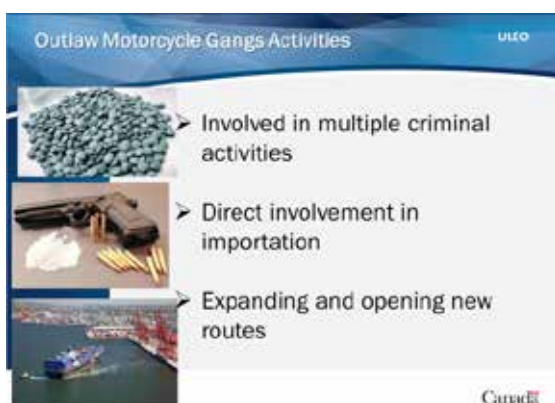 Outlaw Motorcycle Gangs Activities
➢ Involved in multiple criminal
activities
➢ Direct involvement in
importation
➢ Expanding and opening new
routes
Canada